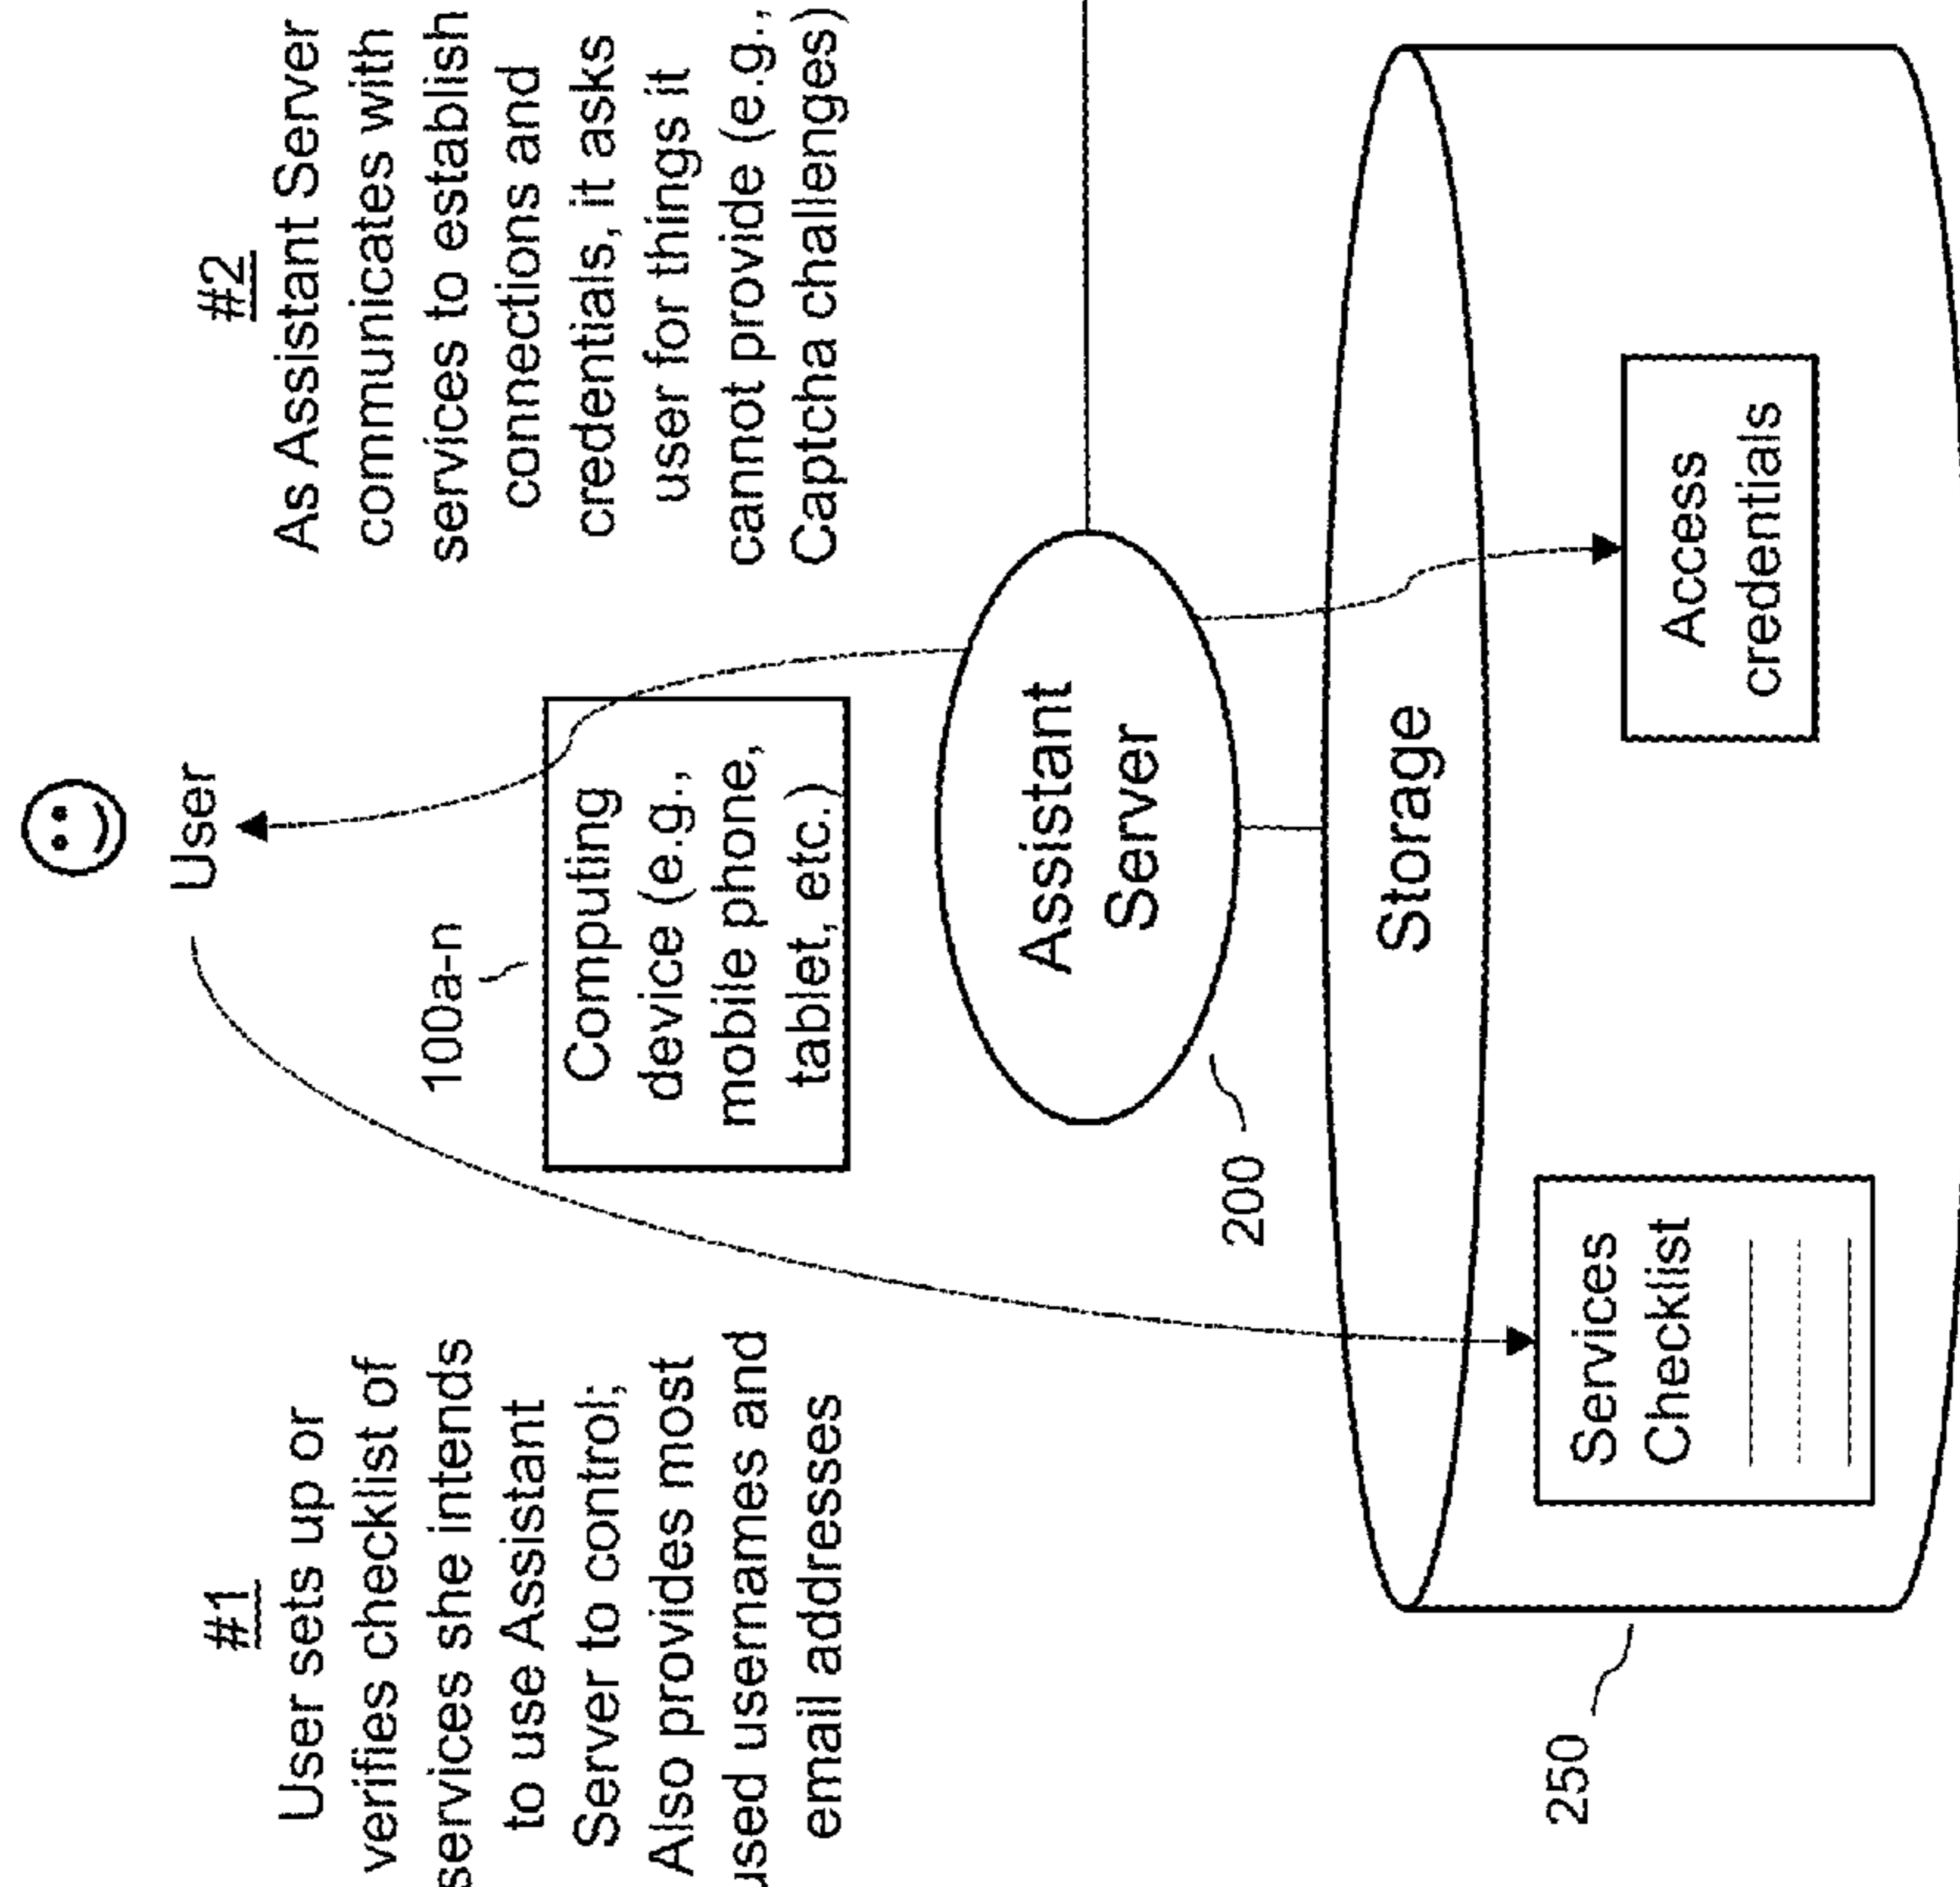 #1
User sets up or
verifies checklist of
services she intends
to use Assistant
Server to control;
Also provides most
used usernames and
email addresses
User
100a-n
Computing
device (e.g.,
mobile phone,
tablet, etc.)
#2
As Assistant Server
communicates with
services to establish
connections and
credentials, it asks
user for things it
cannot provide (e.g.,
Captcha challenges)
Assistant
Server
200
Storage
250
Services
Checklist
Access
credentials